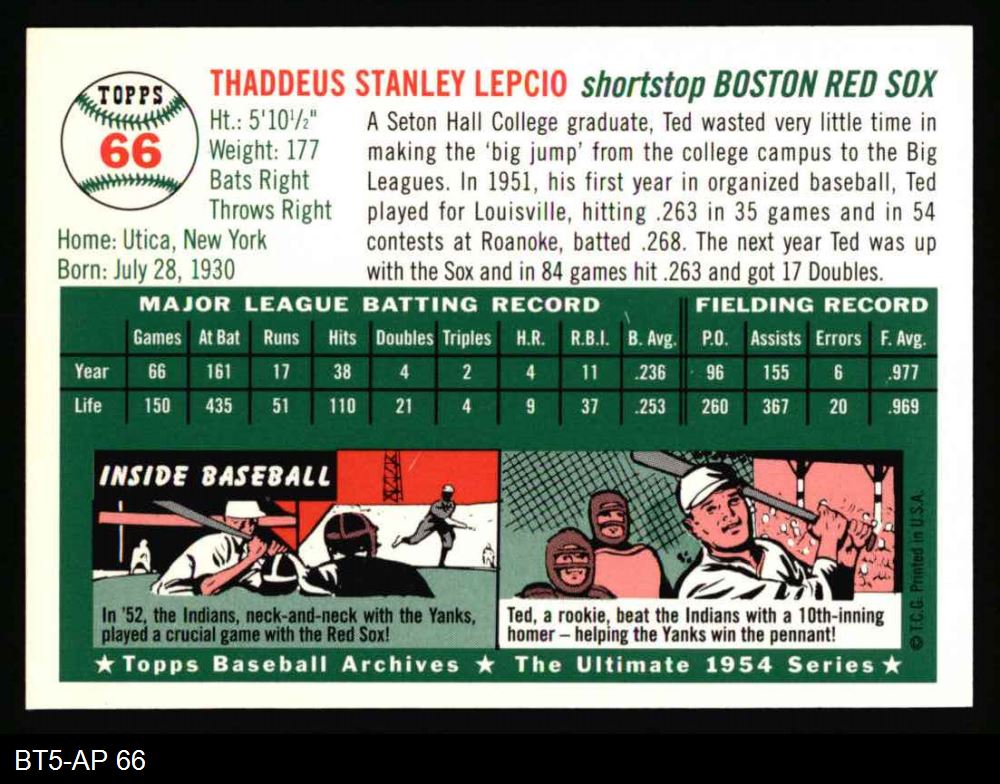 THADDEUS STANLEY LEPCIO shortstop BOSTON RED SOX
TOPPS
66
Ht.: 5'10½"
Weight: 177
Bats Right
Throws Right
Home: Utica, New York
Born: July 28, 1930
A Seton Hall College graduate, Ted wasted very little time in
making the 'big jump' from the college campus to the Big
Leagues. In 1951, his first year in organized baseball, Ted
played for Louisville, hitting .263 in 35 games and in 54
contests at Roanoke, batted .268. The next year Ted was up
with the Sox and in 84 games hit .263 and got 17 Doubles.
MAJOR LEAGUE BATTING RECORD FIELDING RECORD
Games At Bat Runs Hits Doubles Triples H.R. R.B.I. B. Avg. P.O. Assists Errors F. Avg.
Year 66 161 17 38 4 2 4 11 .236 96 155 6 .977
Life 150 435 51 110 21 4 9 37 .253 260 367 20 .969
INSIDE BASEBALL
In '52, the Indians, neck-and-neck with the Yanks,
played a crucial game with the Red Sox!
Ted, a rookie, beat the Indians with a 10th-inning
homer – helping the Yanks win the pennant!
© T.C.G. Printed in U.S.A.
★ Topps Baseball Archives ★ The Ultimate 1954 Series ★
BT5-AP 66